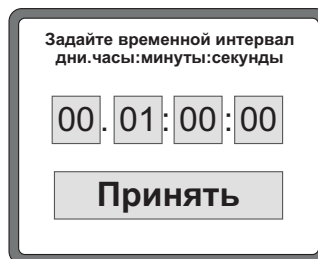 Задайте временной интервал
дни.часы:минуты:секунды
00. 01:00:00
Принять